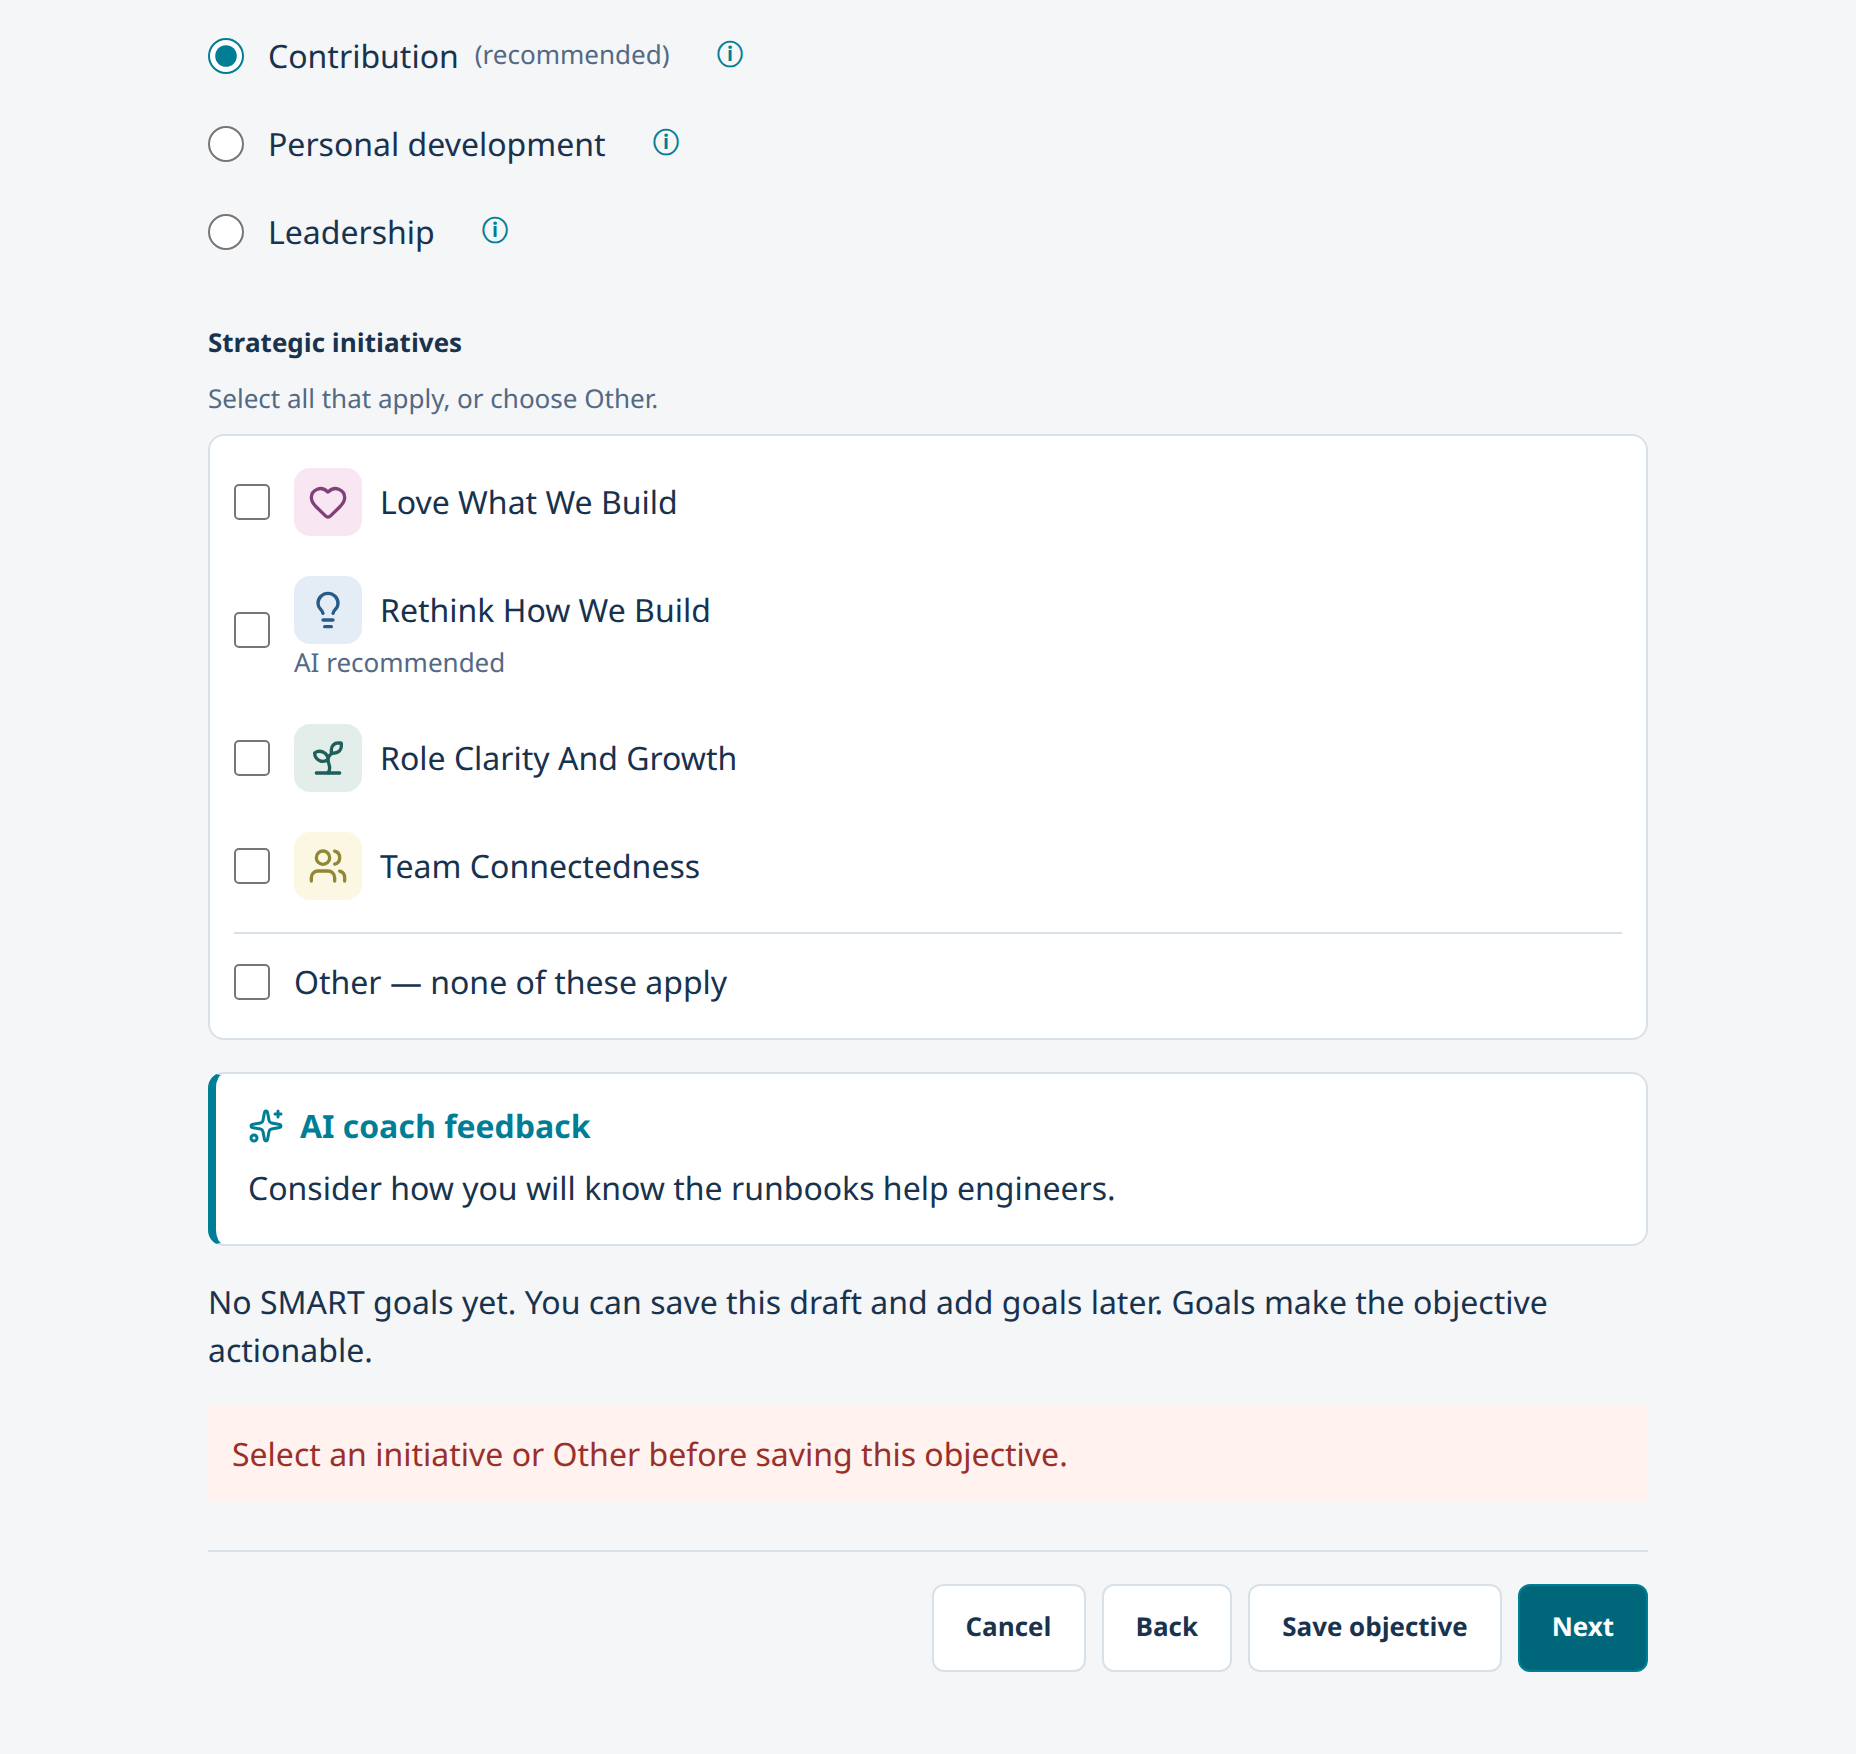 Contribution (recommended)
Personal development
Leadership
Strategic initiatives
Select all that apply, or choose Other.
Love What We Build
Rethink How We Build
AI recommended
Role Clarity And Growth
Team Connectedness
Other — none of these apply
AI coach feedback
Consider how you will know the runbooks help engineers.
No SMART goals yet. You can save this draft and add goals later. Goals make the objective
actionable.
Select an initiative or Other before saving this objective.
Cancel Back Save objective Next